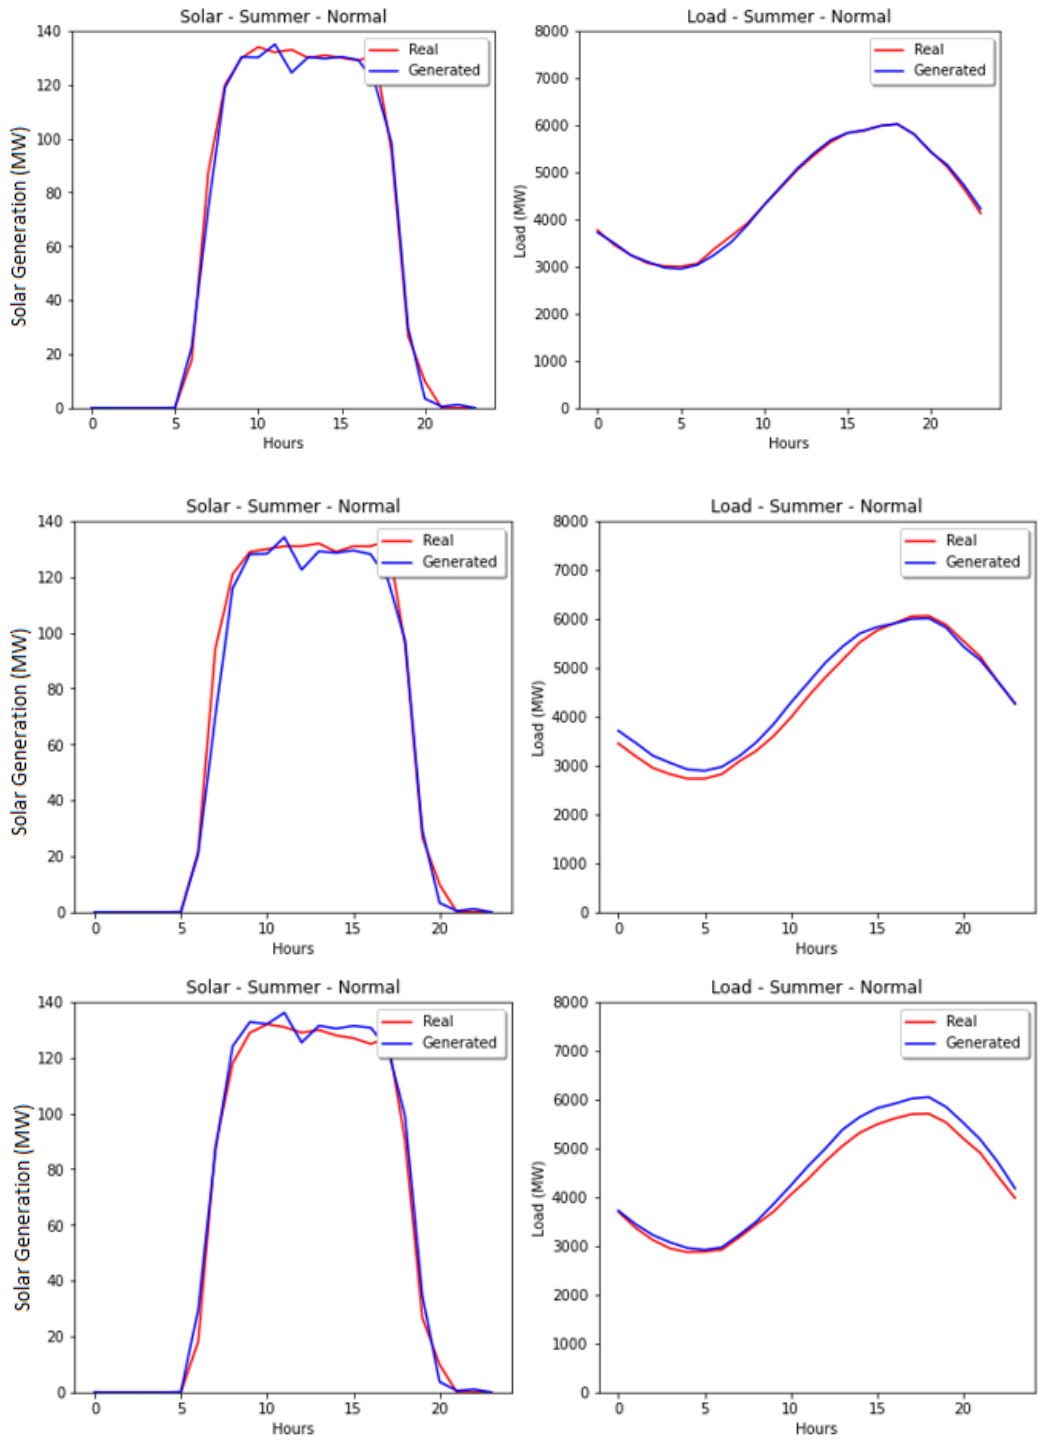 Solar - Summer - Normal
Load - Summer - Normal
140
120
100
80
60
40
20
0
Solar Generation (MW)
Real
Generated
0
5
10
15
20
Hours
8000
7000
6000
5000
4000
3000
2000
1000
0
Load (MW)
Real
Generated
0
5
10
15
20
Hours
Solar - Summer - Normal
Load - Summer - Normal
140
120
100
80
60
40
20
0
Solar Generation (MW)
Real
Generated
0
5
10
15
20
Hours
8000
7000
6000
5000
4000
3000
2000
1000
0
Load (MW)
Real
Generated
0
5
10
15
20
Hours
Solar - Summer - Normal
Load - Summer - Normal
140
120
100
80
60
40
20
0
Solar Generation (MW)
Real
Generated
0
5
10
15
20
Hours
8000
7000
6000
5000
4000
3000
2000
1000
0
Load (MW)
Real
Generated
0
5
10
15
20
Hours